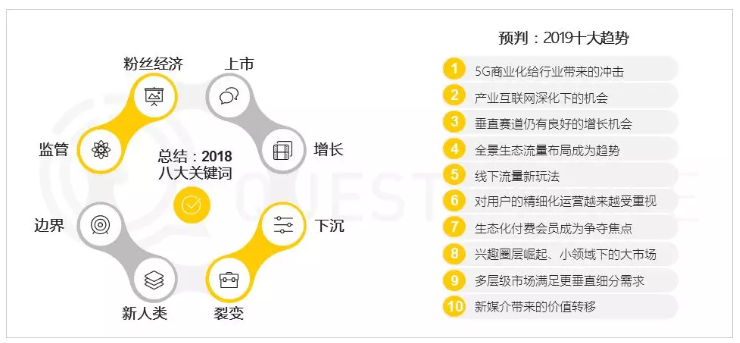 粉丝经济
上市
监管
增长
总结：2018
八大关键词
边界
下沉
新人类
裂变
QUEST
预判：2019十大趋势
1 5G商业化给行业带来的冲击
2 产业互联网深化下的机会
3 垂直赛道仍有良好的增长机会
4 全景生态流量布局成为趋势
5 线下流量新玩法
6 对用户的精细化运营越来越受重视
7 生态化付费会员成为争夺焦点
8 兴趣圈层崛起、小领域下的大市场
9 多层级市场满足更垂直细分需求
10 新媒介带来的价值转移